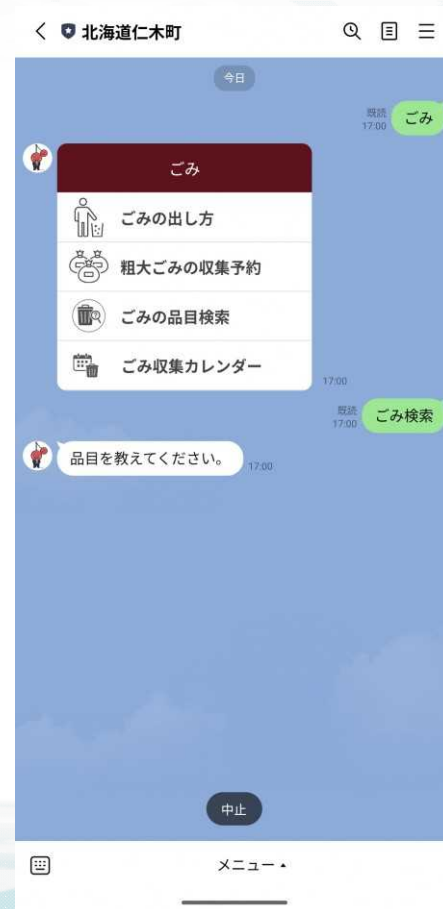 北海道仁木町
今日
既読
17:00
ごみ
ごみ
ごみの出し方
粗大ごみの収集予約
ごみの品目検索
ごみ収集カレンダー
17:00
既読
17:00
ごみ検索
品目を教えてください。
17:00
中止
メニュー